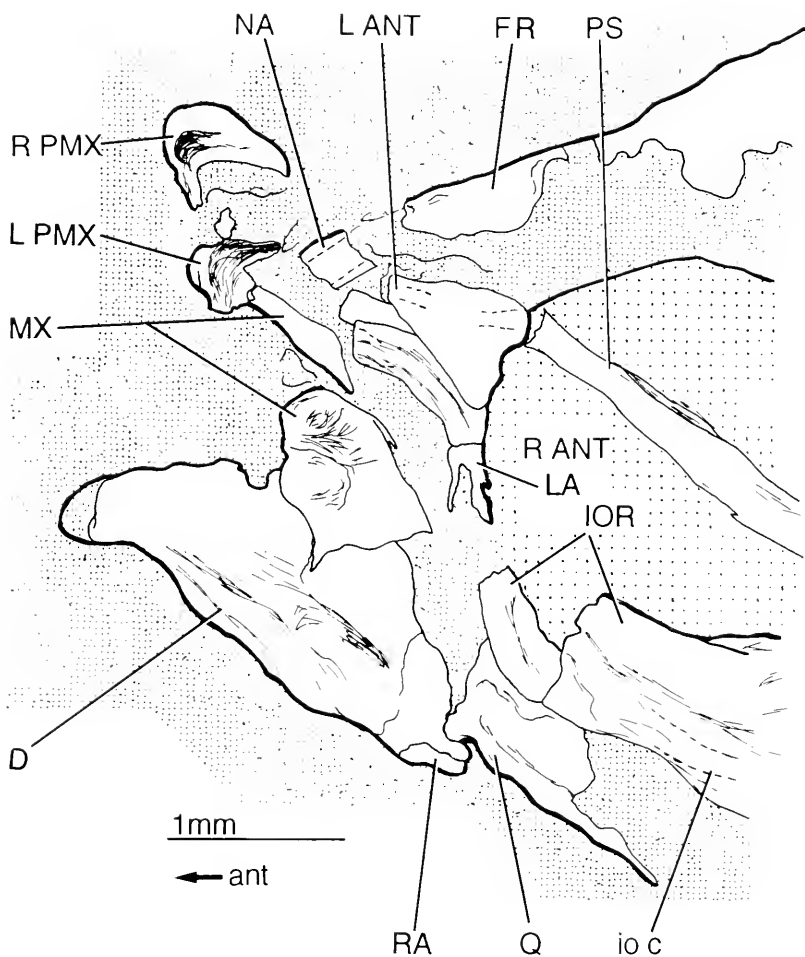 NA L ANT FR PS
R PMX
L PMX
MX
R ANT
LA
IOR
D
1mm
ant
RA Q io c